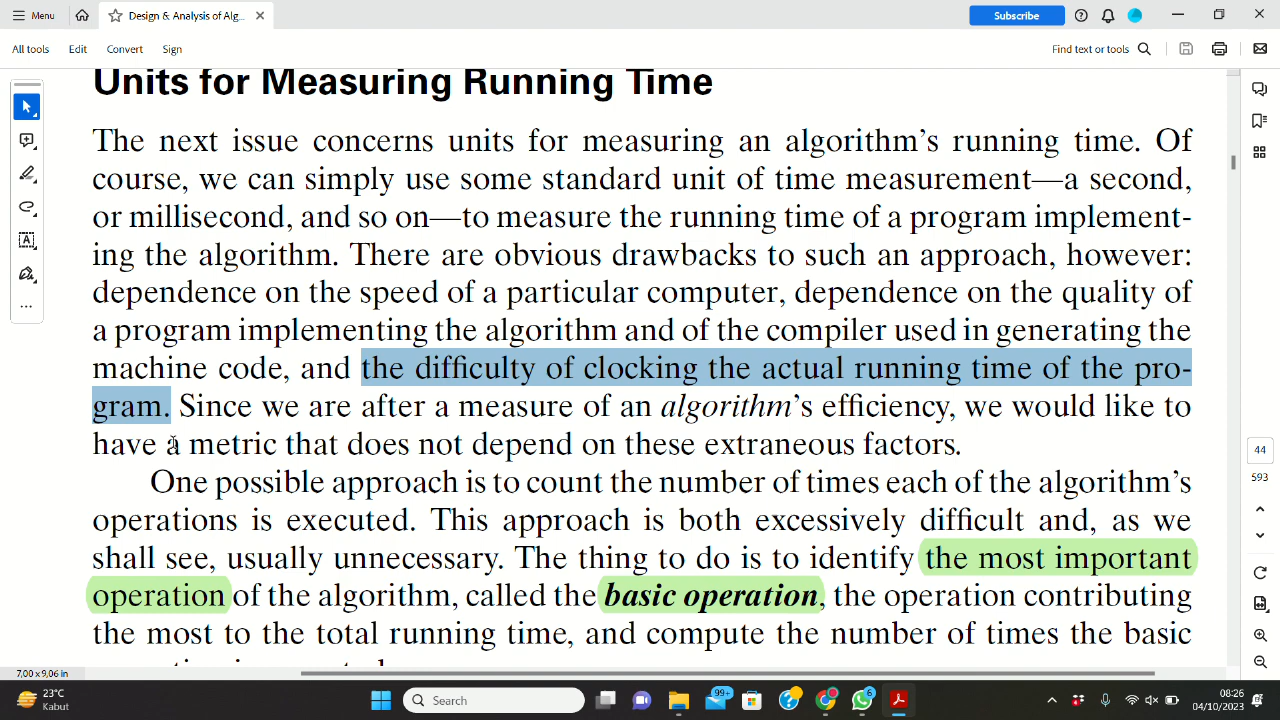 Menu
Design & Analysis of Alg...
Subscribe
All tools
Edit
Convert
Sign
Find text or tools
Units for Measuring Running Time
The next issue concerns units for measuring an algorithm's running time. Of
course, we can simply use some standard unit of time measurement—a second,
or millisecond, and so on—to measure the running time of a program implement-
ing the algorithm. There are obvious drawbacks to such an approach, however:
dependence on the speed of a particular computer, dependence on the quality of
a program implementing the algorithm and of the compiler used in generating the
machine code, and the difficulty of clocking the actual running time of the pro-
gram. Since we are after a measure of an algorithm's efficiency, we would like to
have a metric that does not depend on these extraneous factors.
One possible approach is to count the number of times each of the algorithm's
operations is executed. This approach is both excessively difficult and, as we
shall see, usually unnecessary. The thing to do is to identify the most important
operation of the algorithm, called the basic operation, the operation contributing
the most to the total running time, and compute the number of times the basic
44
593
7,00 x 9,06 in
23°C
Kabut
Search
99+
6
08:26
04/10/2023